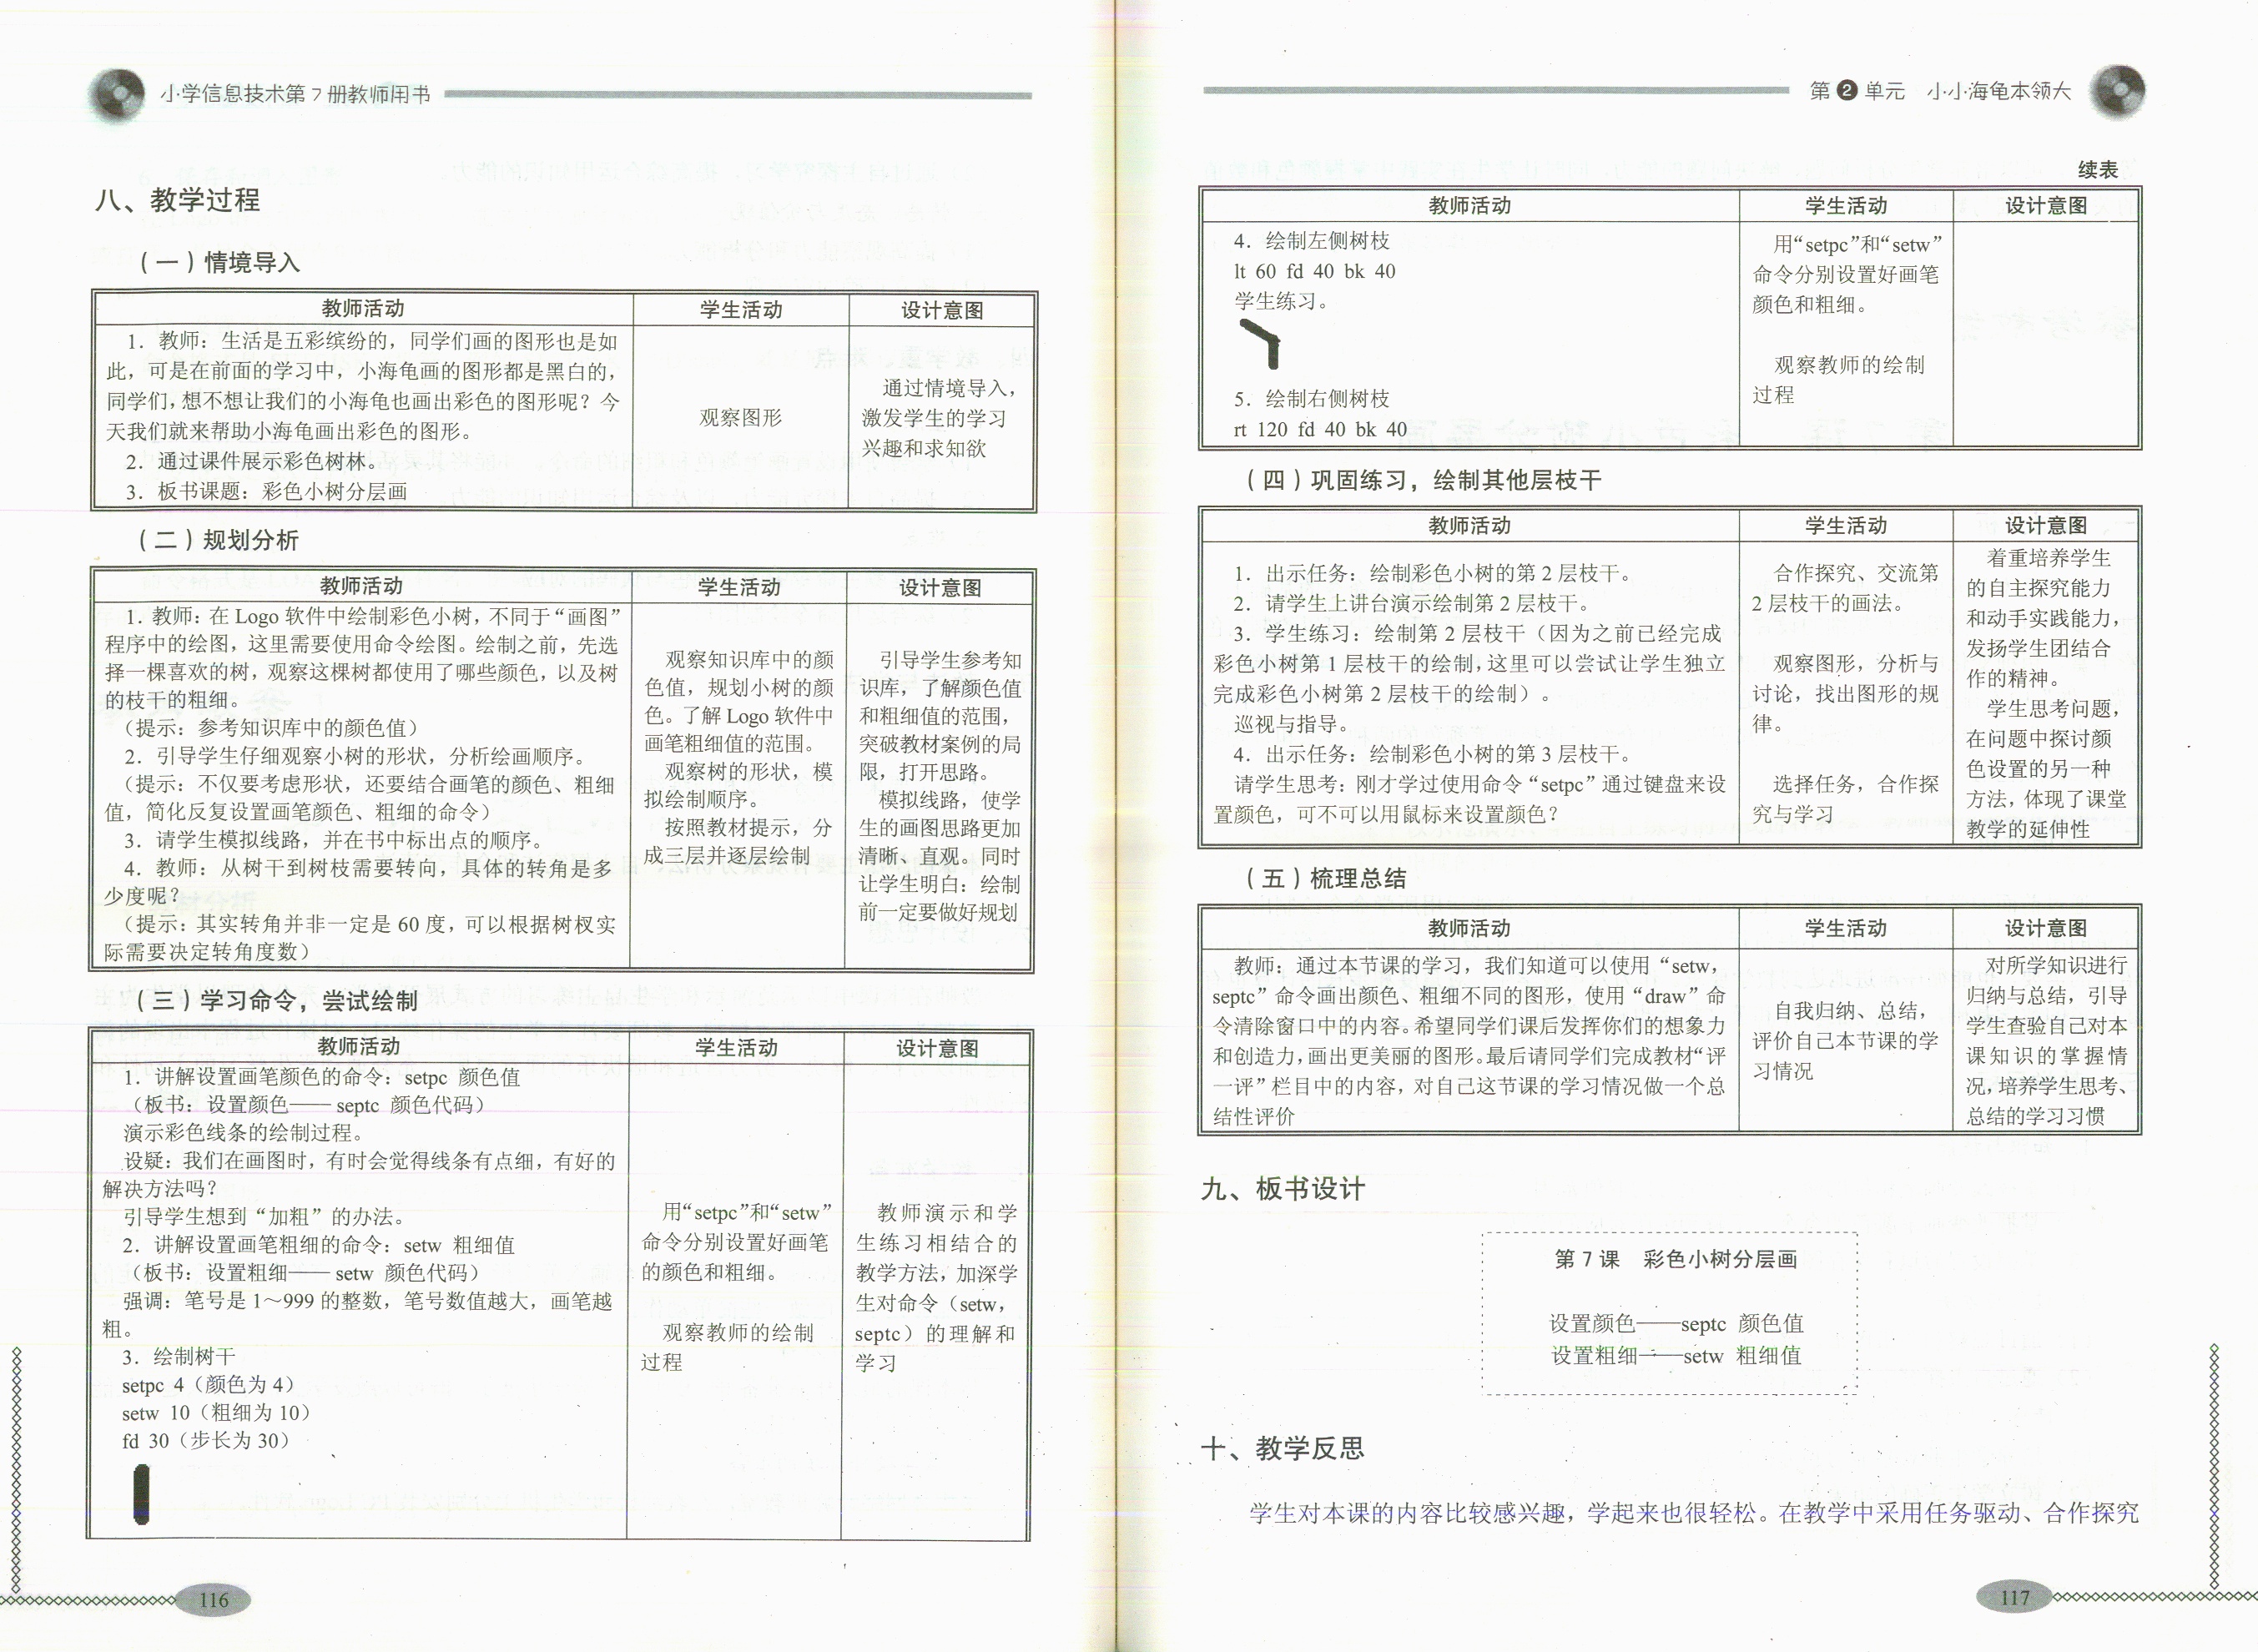 小学信息技术第7册教师用书
八、教学过程
（一）情境导入
教师活动 学生活动 设计意图
1．教师：生活是五彩缤纷的，同学们画的图形也是如
此，可是在前面的学习中，小海龟画的图形都是黑白的，
同学们，想不想让我们的小海龟也画出彩色的图形呢？今
天我们就来帮助小海龟画出彩色的图形。
2．通过课件展示彩色树林。
3．板书课题：彩色小树分层画
观察图形
通过情境导入，
激发学生的学习
兴趣和求知欲
（二）规划分析
教师活动 学生活动 设计意图
1．教师：在 Logo 软件中绘制彩色小树，不同于“画图”
程序中的绘图，这里需要使用命令绘图。绘制之前，先选
择一棵喜欢的树，观察这棵树都使用了哪些颜色，以及树
的枝干的粗细。
（提示：参考知识库中的颜色值）
2．引导学生仔细观察小树的形状，分析绘画顺序。
（提示：不仅要考虑形状，还要结合画笔的颜色、粗细
值，简化反复设置画笔颜色、粗细的命令）
3．请学生模拟线路，并在书中标出点的顺序。
4．教师：从树干到树枝需要转向，具体的转角是多
少度呢？
（提示：其实转角并非一定是 60 度，可以根据树杈实
际需要决定转角度数）
观察知识库中的颜
色值，规划小树的颜
色。了解 Logo 软件中
画笔粗细值的范围。
观察树的形状，模
拟绘制顺序。
按照教材提示，分
成三层并逐层绘制
引导学生参考知
识库，了解颜色值
和粗细值的范围，
突破教材案例的局
限，打开思路。
模拟线路，使学
生的画图思路更加
清晰、直观。同时
让学生明白：绘制
前一定要做好规划
（三）学习命令，尝试绘制
教师活动 学生活动 设计意图
1．讲解设置画笔颜色的命令：setpc 颜色值
（板书：设置颜色—— septc 颜色代码）
演示彩色线条的绘制过程。
设疑：我们在画图时，有时会觉得线条有点细，有好的
解决方法吗？
引导学生想到“加粗”的办法。
2．讲解设置画笔粗细的命令：setw 粗细值
（板书：设置粗细—— setw 颜色代码）
强调：笔号是 1～999 的整数，笔号数值越大，画笔越
粗。
3．绘制树干
setpc 4（颜色为 4）
setw 10（粗细为 10）
fd 30（步长为 30）
用“setpc”和“setw”
命令分别设置好画笔
的颜色和粗细。
观察教师的绘制
过程
教师演示和学
生练习相结合的
教学方法，加深学
生对命令（setw，
septc）的理解和
学习
116
第2单元 小小海龟本领大
续表
教师活动 学生活动 设计意图
4．绘制左侧树枝
lt 60 fd 40 bk 40
学生练习。
5．绘制右侧树枝
rt 120 fd 40 bk 40
用“setpc”和“setw”
命令分别设置好画笔
颜色和粗细。
观察教师的绘制
过程
（四）巩固练习，绘制其他层枝干
教师活动 学生活动 设计意图
1．出示任务：绘制彩色小树的第 2 层枝干。
2．请学生上讲台演示绘制第 2 层枝干。
3．学生练习：绘制第 2 层枝干（因为之前已经完成
彩色小树第 1 层枝干的绘制，这里可以尝试让学生独立
完成彩色小树第 2 层枝干的绘制）。
巡视与指导。
4．出示任务：绘制彩色小树的第 3 层枝干。
请学生思考：刚才学过使用命令“setpc”通过键盘来设
置颜色，可不可以用鼠标来设置颜色？
合作探究、交流第
2 层枝干的画法。
观察图形，分析与
讨论，找出图形的规
律。
选择任务，合作探
究与学习
着重培养学生
的自主探究能力
和动手实践能力，
发扬学生团结合
作的精神。
学生思考问题，
在问题中探讨颜
色设置的另一种
方法，体现了课堂
教学的延伸性
（五）梳理总结
教师活动 学生活动 设计意图
教师：通过本节课的学习，我们知道可以使用“setw，
septc”命令画出颜色、粗细不同的图形，使用“draw”命
令清除窗口中的内容。希望同学们课后发挥你们的想象力
和创造力，画出更美丽的图形。最后请同学们完成教材“评
一评”栏目中的内容，对自己这节课的学习情况做一个总
结性评价
自我归纳、总结，
评价自己本节课的学
习情况
对所学知识进行
归纳与总结，引导
学生查验自己对本
课知识的掌握情
况，培养学生思考、
总结的学习习惯
九、板书设计
第 7 课 彩色小树分层画
设置颜色——septc 颜色值
设置粗细——setw 粗细值
十、教学反思
学生对本课的内容比较感兴趣，学起来也很轻松。在教学中采用任务驱动、合作探究
117